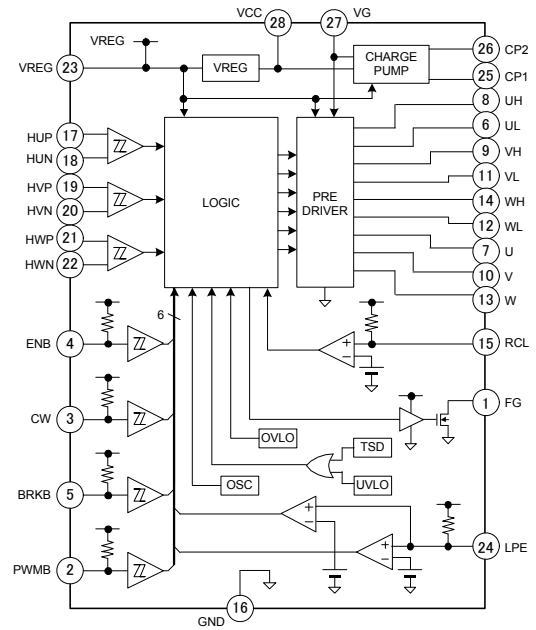 VCC
VG
VREG
28
27
VREG
23
VREG
CHARGE
PUMP
26
CP2
25
CP1
8
UH
6
UL
9
VH
11
VL
14
WH
12
WL
7
U
10
V
13
W
HUP
17
HUN
18
HVP
19
HVN
20
HWP
21
HWN
22
LOGIC
PRE
DRIVER
6
ENB
4
+
−
15
RCL
CW
3
1
FG
OVLO
TSD
BRKB
5
OSC
UVLO
+
−
PWMB
2
+
−
24
LPE
16
GND